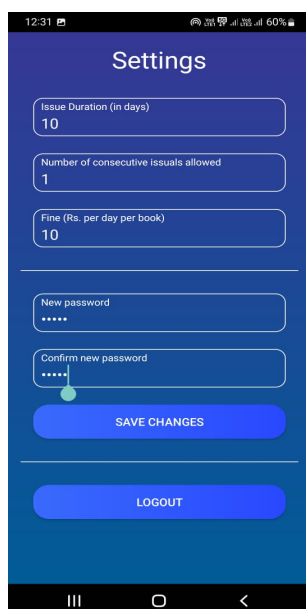 12:31
60%
Settings
Issue Duration (in days)
10
Number of consecutive issuals allowed
1
Fine (Rs. per day per book)
10
New password
•••••
Confirm new password
•••••
SAVE CHANGES
LOGOUT